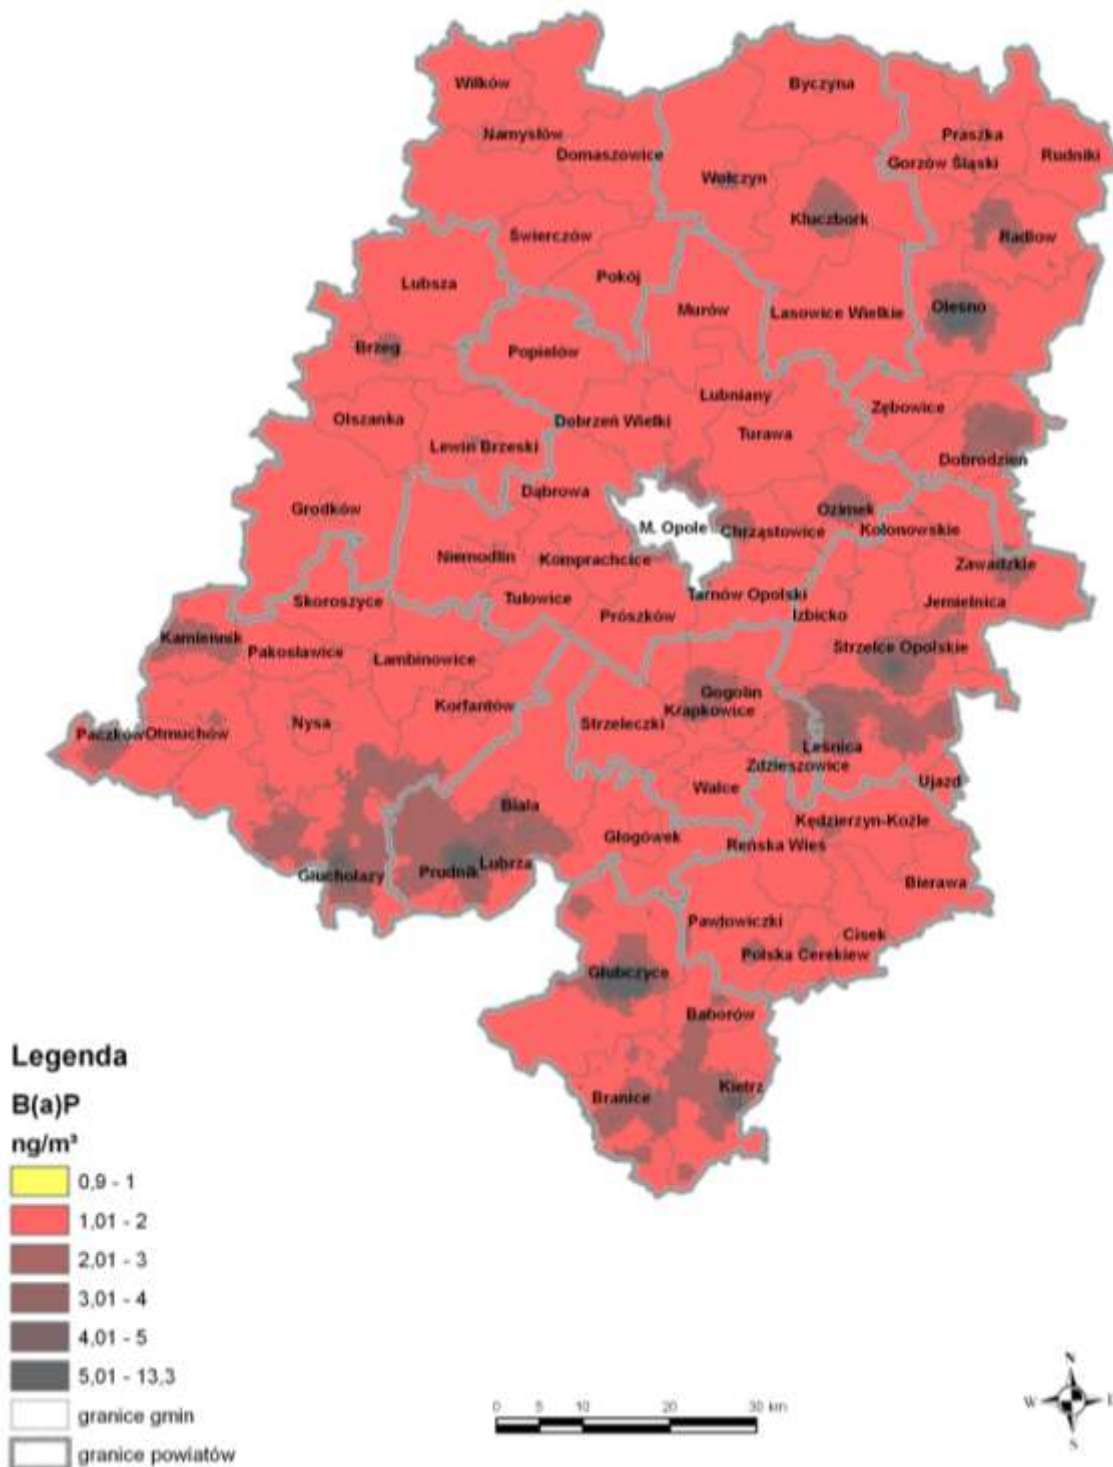 Wilków
Byczyna
Namysłów
Praszka
Domaszowice
Gorzów Śląski
Rudniki
Wołczyn
Kluczbork
Radłow
Świerczów
Pokój
Lubsza
Murów
Lasowice Wielkie
Olesno
Brzeg
Popielów
Lubniany
Zębowice
Olszanka
Dobrzeń Wielki
Turawa
Lewin Brzeski
Dobrodzień
Dąbrowa
Grodków
Ozimek
M. Opole
Chrząstowice
Kolonowskie
Niemodlin
Komprachcice
Zawadzkie
Skoroszyce
Tułowice
Tarnów Opolski
Jemielnica
Prószków
Izbicko
Kamiennik
Pakosławice
Łambinowice
Strzelce Opolskie
Gogolin
Korfantów
Krapkowice
Nysa
Strzeleczki
Paczków
Otmuchów
Leśnica
Zdzieszowice
Walce
Ujazd
Biała
Kędzierzyn-Koźle
Głogówek
Reńska Wieś
Głuchołazy
Prudnik
Lubrza
Bierawa
Pawłowiczki
Cisek
Polska Cerekiew
Głubczyce
Baborów
Kietrz
Branice
Legenda
B(a)P
ng/m³
0,9 - 1
1,01 - 2
2,01 - 3
3,01 - 4
4,01 - 5
5,01 - 13,3
granice gmin
granice powiatów
0 5 10 20 30 km
N
W E
S